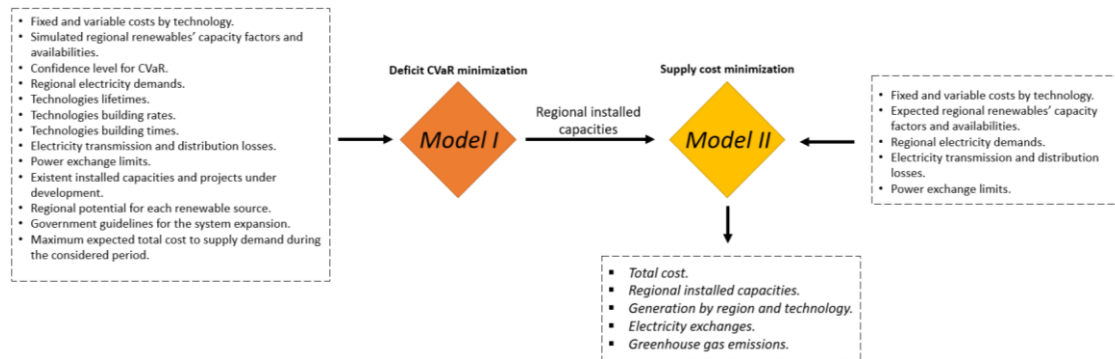 • Fixed and variable costs by technology.
• Simulated regional renewables' capacity factors and
availabilities.
• Confidence level for CVaR.
• Regional electricity demands.
• Technologies lifetimes.
• Technologies building rates.
• Technologies building times.
• Electricity transmission and distribution losses.
• Power exchange limits.
• Existent installed capacities and projects under
development.
• Regional potential for each renewable source.
• Government guidelines for the system expansion.
• Maximum expected total cost to supply demand during
the considered period.
Deficit CVaR minimization
Model I
Regional installed
capacities
Supply cost minimization
Model II
• Fixed and variable costs by technology.
• Expected regional renewables' capacity
factors and availabilities.
• Regional electricity demands.
• Electricity transmission and distribution
losses.
• Power exchange limits.
▪ Total cost.
▪ Regional installed capacities.
▪ Generation by region and technology.
▪ Electricity exchanges.
▪ Greenhouse gas emissions.